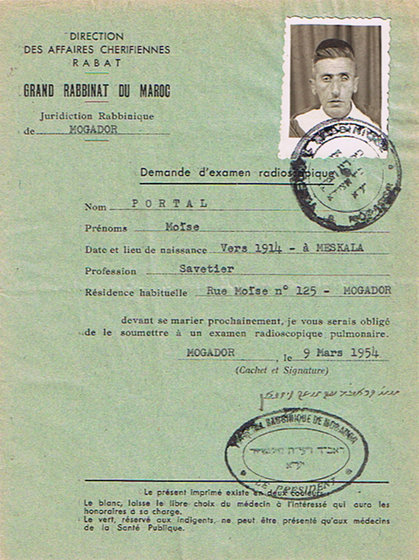 DIRECTION
DES AFFAIRES CHERIFIENNES
RABAT
GRAND RABBINAT DU MAROC
Juridiction Rabbinique
de MOGADOR
Demande d'examen radioscopique
Nom PORTAL
Prénoms Moïse
Date et lieu de naissance Vers 1914 - à MESKALA
Profession Savetier
Résidence habituelle Rue Moïse n° 125 - MOGADOR
devant se marier prochainement, je vous serais obligé
de le soumettre à un examen radioscopique pulmonaire.
MOGADOR, le 9 Mars 1954
(Cachet et Signature)
RABBINIQUE DE MOGADOR
LE PRESIDENT
Le présent imprimé existe en deux couleurs.
Le blanc, laisse le libre choix du médecin à l'intéressé qui aura les
honoraires à sa charge.
Le vert, réservé aux indigents, ne peut être présenté qu'aux médecins
de la Santé Publique.